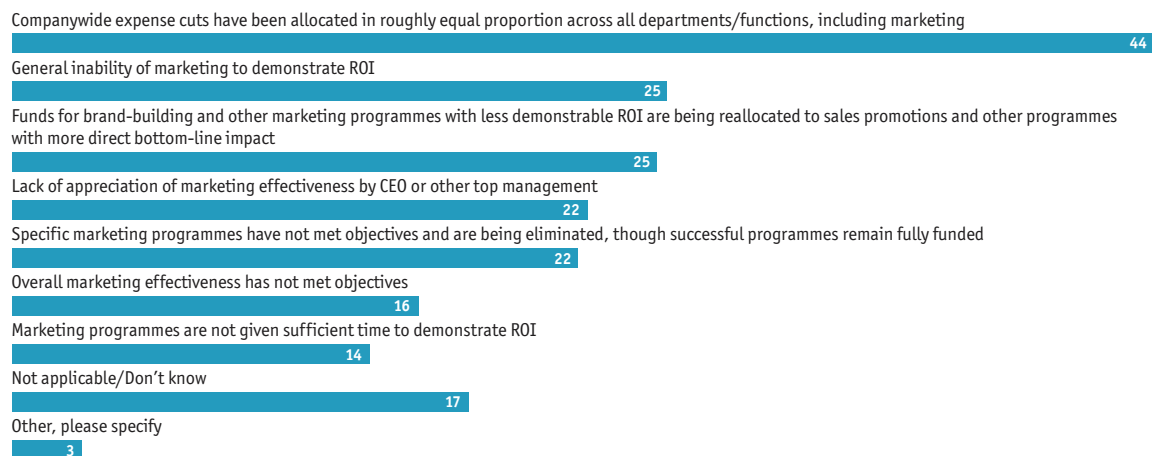 Companywide expense cuts have been allocated in roughly equal proportion across all departments/functions, including marketing
44
General inability of marketing to demonstrate ROI
25
Funds for brand-building and other marketing programmes with less demonstrable ROI are being reallocated to sales promotions and other programmes
with more direct bottom-line impact
25
Lack of appreciation of marketing effectiveness by CEO or other top management
22
Specific marketing programmes have not met objectives and are being eliminated, though successful programmes remain fully funded
22
Overall marketing effectiveness has not met objectives
16
Marketing programmes are not given sufficient time to demonstrate ROI
14
Not applicable/Don’t know
17
Other, please specify
3